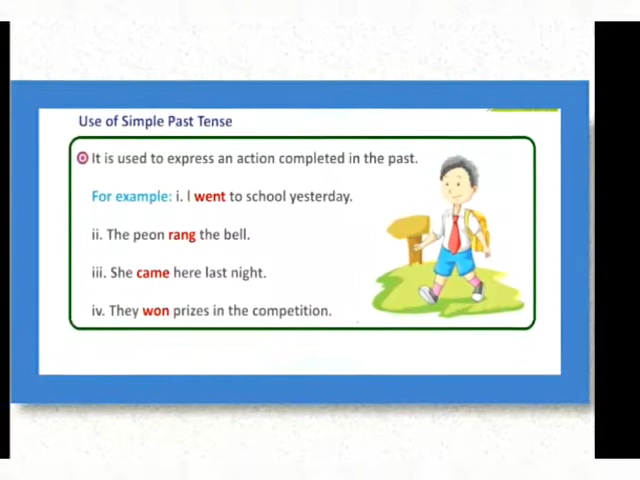 Use of Simple Past Tense
It is used to express an action completed in the past.
For example: i. I went to school yesterday.
ii. The peon rang the bell.
iii. She came here last night.
iv. They won prizes in the competition.